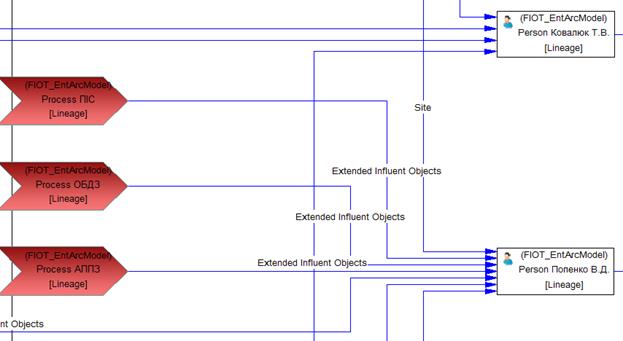 (FIOT_EntArcModel)
Person Ковалюк Т.В.
[Lineage]
(FIOT_EntArcModel)
Process ПІС
[Lineage]
Site
Extended Influent Objects
(FIOT_EntArcModel)
Process ОБДЗ
[Lineage]
Extended Influent Objects
(FIOT_EntArcModel)
Process АППЗ
[Lineage]
Extended Influent Objects
(FIOT_EntArcModel)
Person Попенко В.Д.
[Lineage]
nt Objects